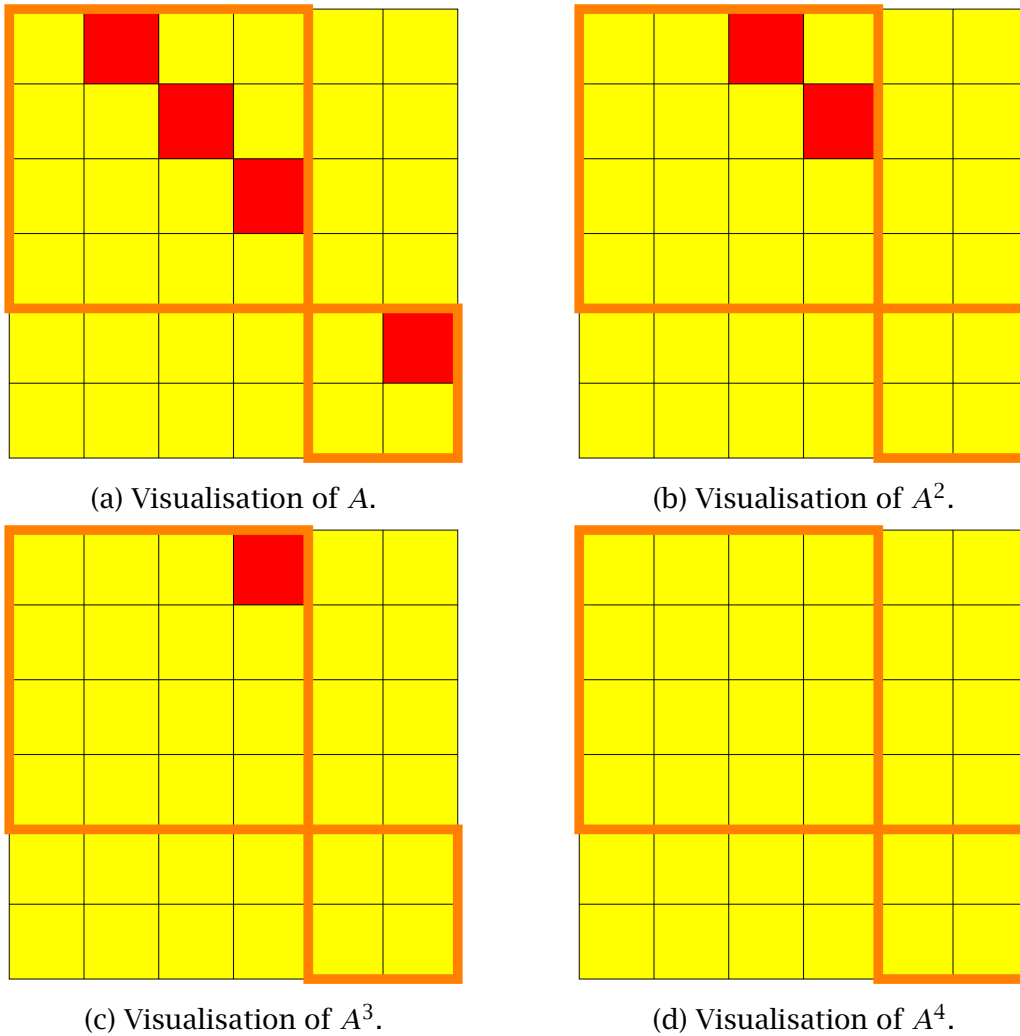 (a) Visualisation of A.
(b) Visualisation of A².
(c) Visualisation of A³.
(d) Visualisation of A⁴.